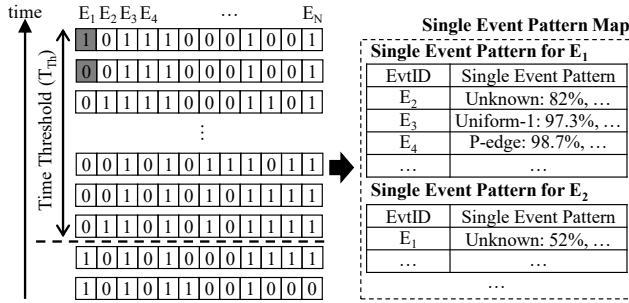 time
E1 E2 E3 E4 … EN
1 0 1 1 1 0 0 0 1 0 0 1
0 0 1 1 1 0 0 0 1 0 0 1
0 1 1 1 1 0 0 0 1 1 0 1
⋮
0 0 1 0 1 0 1 1 1 0 1 1
0 0 1 0 1 0 1 0 1 1 1 1
0 1 1 0 1 0 1 0 1 1 1 1
1 0 1 0 1 0 0 0 1 1 1 1
1 0 1 0 1 1 0 0 1 0 0 0
Time Threshold (TTh)
Single Event Pattern Map
Single Event Pattern for E1
EvtID Single Event Pattern
E2 Unknown: 82%, …
E3 Uniform-1: 97.3%, …
E4 P-edge: 98.7%, …
… …
Single Event Pattern for E2
EvtID Single Event Pattern
E1 Unknown: 52%, …
… …
…